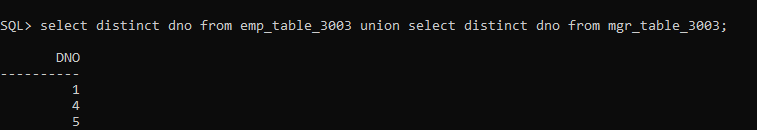 SQL> select distinct dno from emp_table_3003 union select distinct dno from mgr_table_3003;
DNO
----------
1
4
5